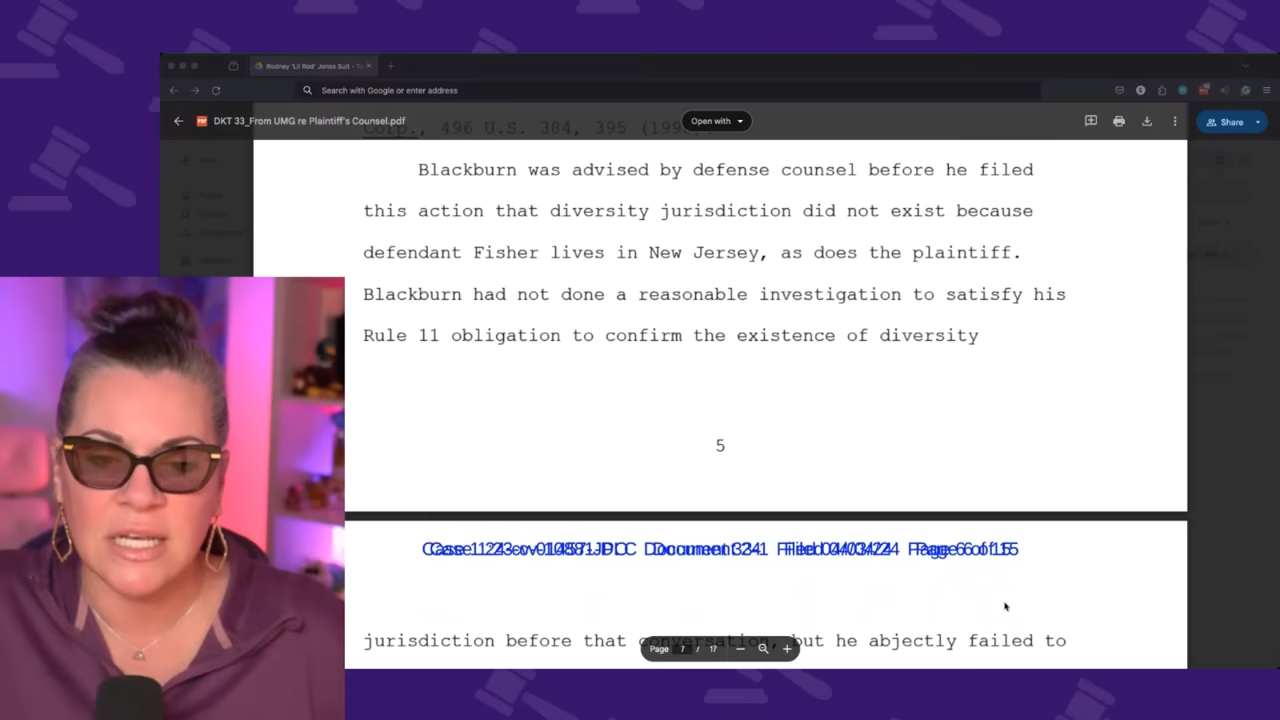 Rodney 'Lil Rod' Jones Suit -
Search with Google or enter address
DKT 33_From UMG re Plaintiff's Counsel.pdf
Open with
Share
Corp., 496 U.S. 384, 395
Blackburn was advised by defense counsel before he filed
this action that diversity jurisdiction did not exist because
defendant Fisher lives in New Jersey, as does the plaintiff.
Blackburn had not done a reasonable investigation to satisfy his
Rule 11 obligation to confirm the existence of diversity
5
jurisdiction before that conversation, but he abjectly failed to
Page 7 / 17